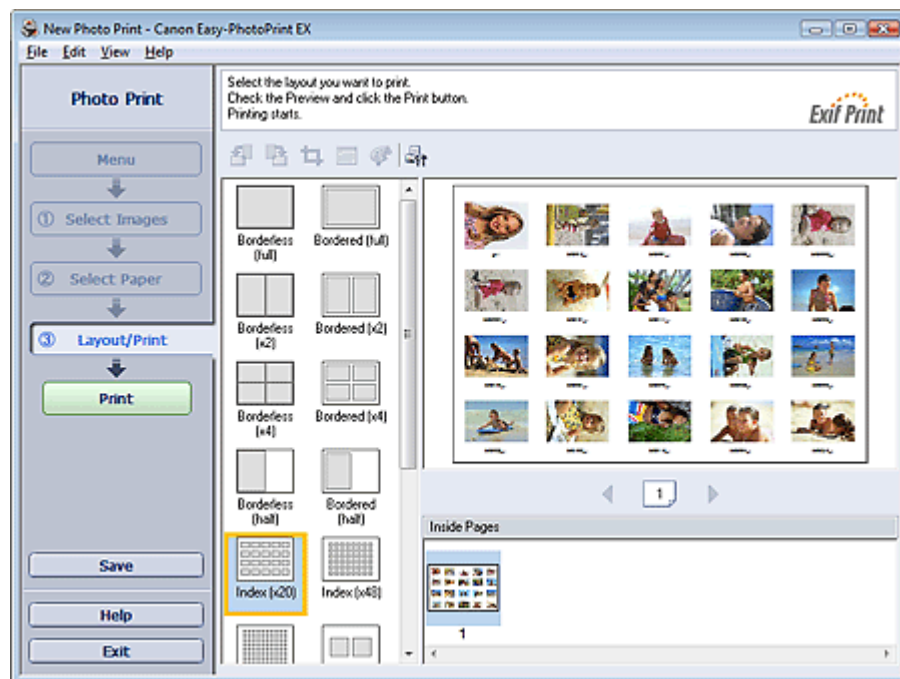 New Photo Print - Canon Easy-PhotoPrint EX
File Edit View Help
Photo Print
Select the layout you want to print.
Check the Preview and click the Print button.
Printing starts.
Exif Print
Menu
① Select Images
② Select Paper
③ Layout/Print
Print
Save
Help
Exit
Borderless (full)
Bordered (full)
Borderless (x2)
Bordered (x2)
Borderless (x4)
Bordered (x4)
Borderless (half)
Bordered (half)
Index (x20)
Index (x48)
1
Inside Pages
1